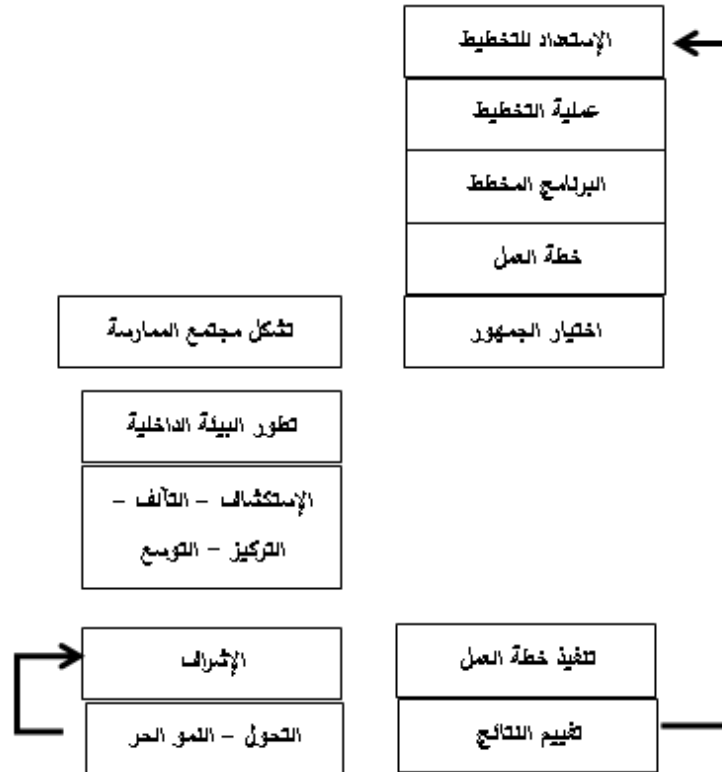 الإستعداد للتخطيط
عملية التخطيط
البرنامج المخطط
خطة العمل
اختيار الجمهور
تشكل مجتمع الممارسة
تطور البيئة الداخلية
الإستكشاف – التآلف –
التركيز – التوسع
تنفيذ خطة العمل
الإشراف
تقييم النتائج
التحول – النمو الحر